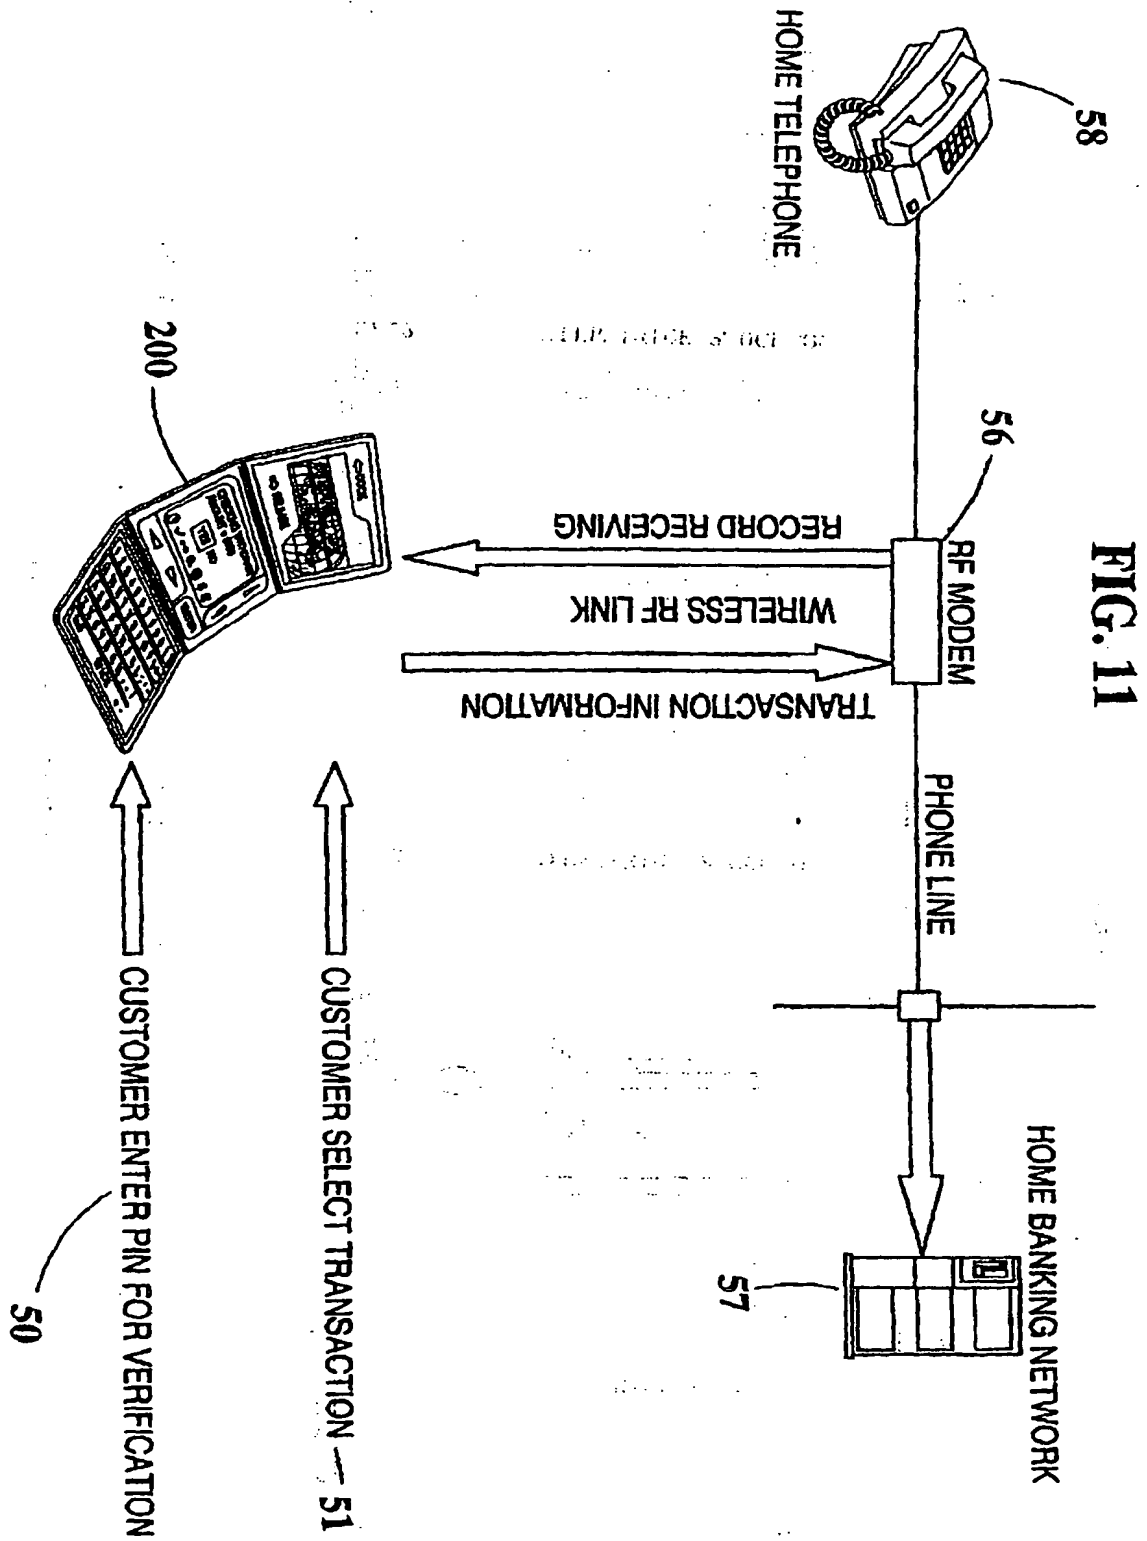 FIG. 11
58
HOME TELEPHONE
56
RF MODEM
PHONE LINE
HOME BANKING NETWORK
57
RECORD RECEIVING
WIRELESS RF LINK
TRANSACTION INFORMATION
200
CUSTOMER SELECT TRANSACTION
51
CUSTOMER ENTER PIN FOR VERIFICATION
50